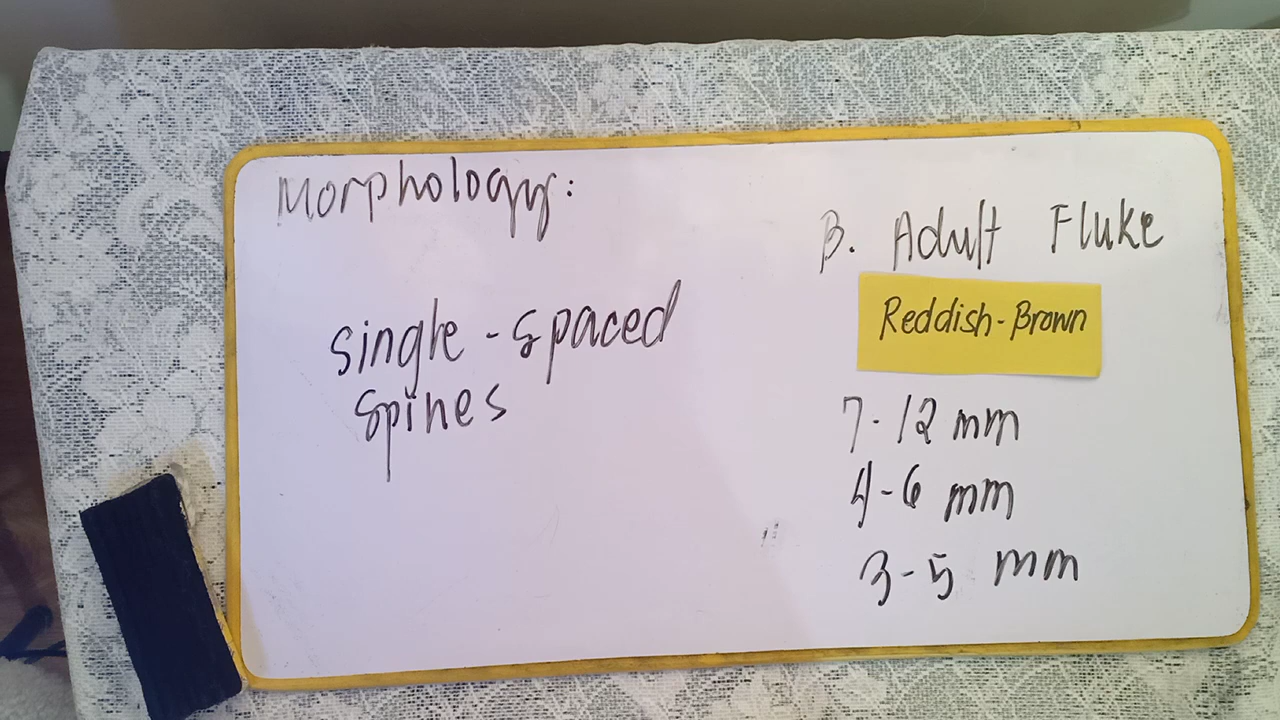 Morphology:
single-spaced
spines
B. Adult Fluke
Reddish-Brown
7-12 mm
4-6 mm
3-5 mm